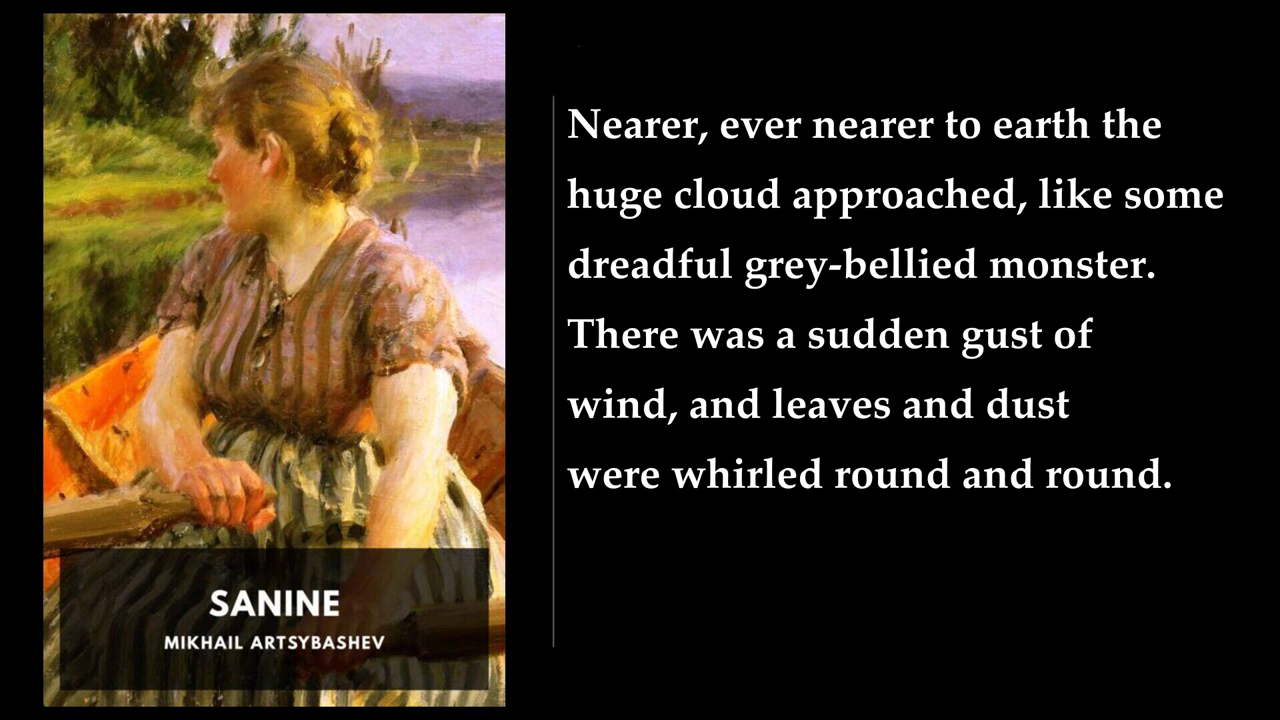 SANINE
MIKHAIL ARTSYBASHEV
Nearer, ever nearer to earth the
huge cloud approached, like some
dreadful grey-bellied monster.
There was a sudden gust of
wind, and leaves and dust
were whirled round and round.